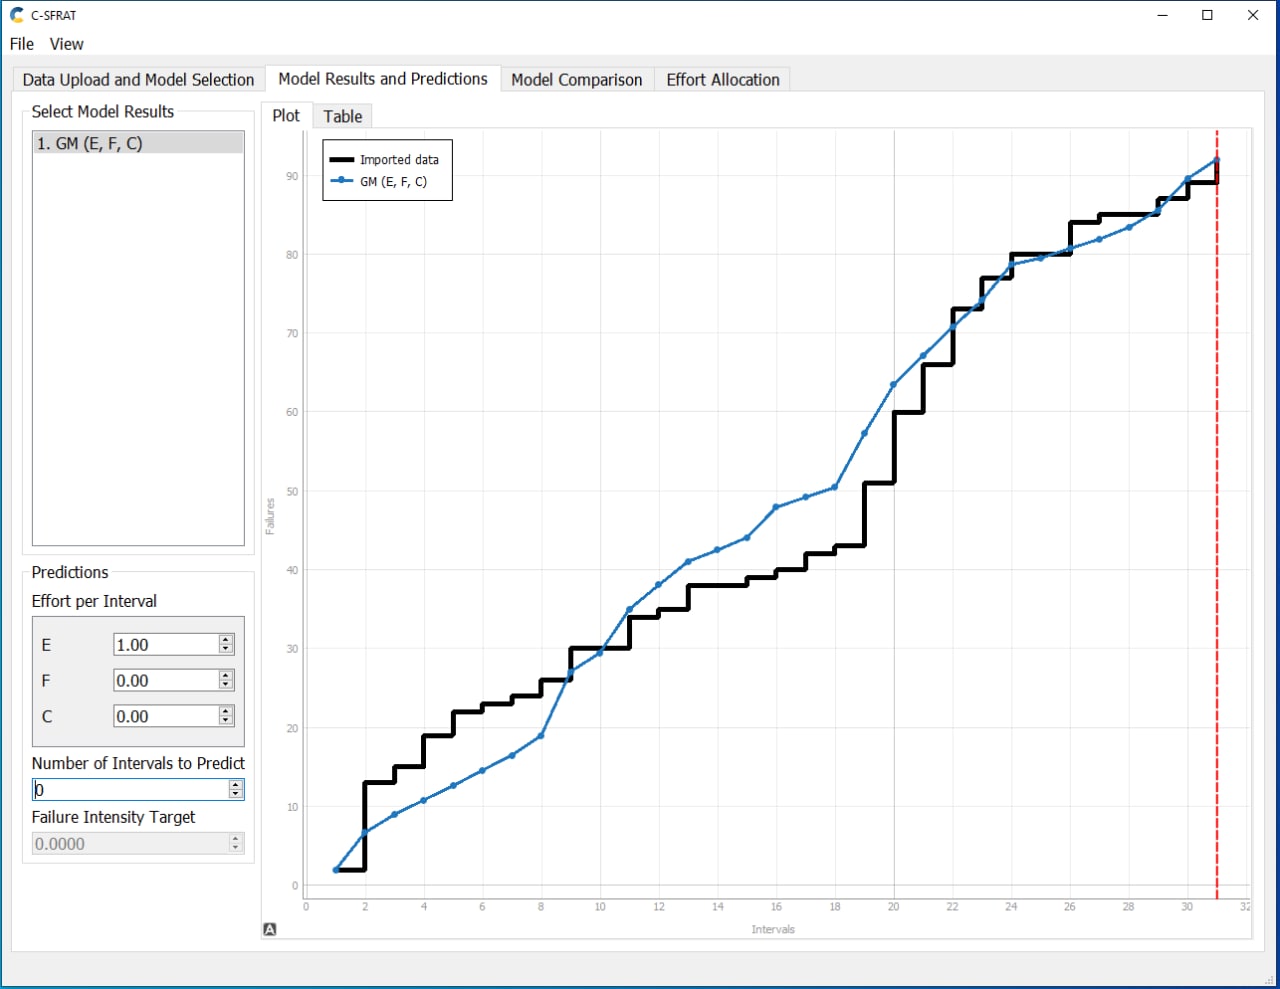 C-SFRAT
File View
Data Upload and Model Selection Model Results and Predictions Model Comparison Effort Allocation
Select Model Results
1. GM (E, F, C)
Plot Table
Imported data
GM (E, F, C)
90
80
70
60
50
40
30
20
10
0
Failures
0 2 4 6 8 10 12 14 16 18 20 22 24 26 28 30 32
Intervals
A
Predictions
Effort per Interval
E 1.00
F 0.00
C 0.00
Number of Intervals to Predict
0
Failure Intensity Target
0.0000